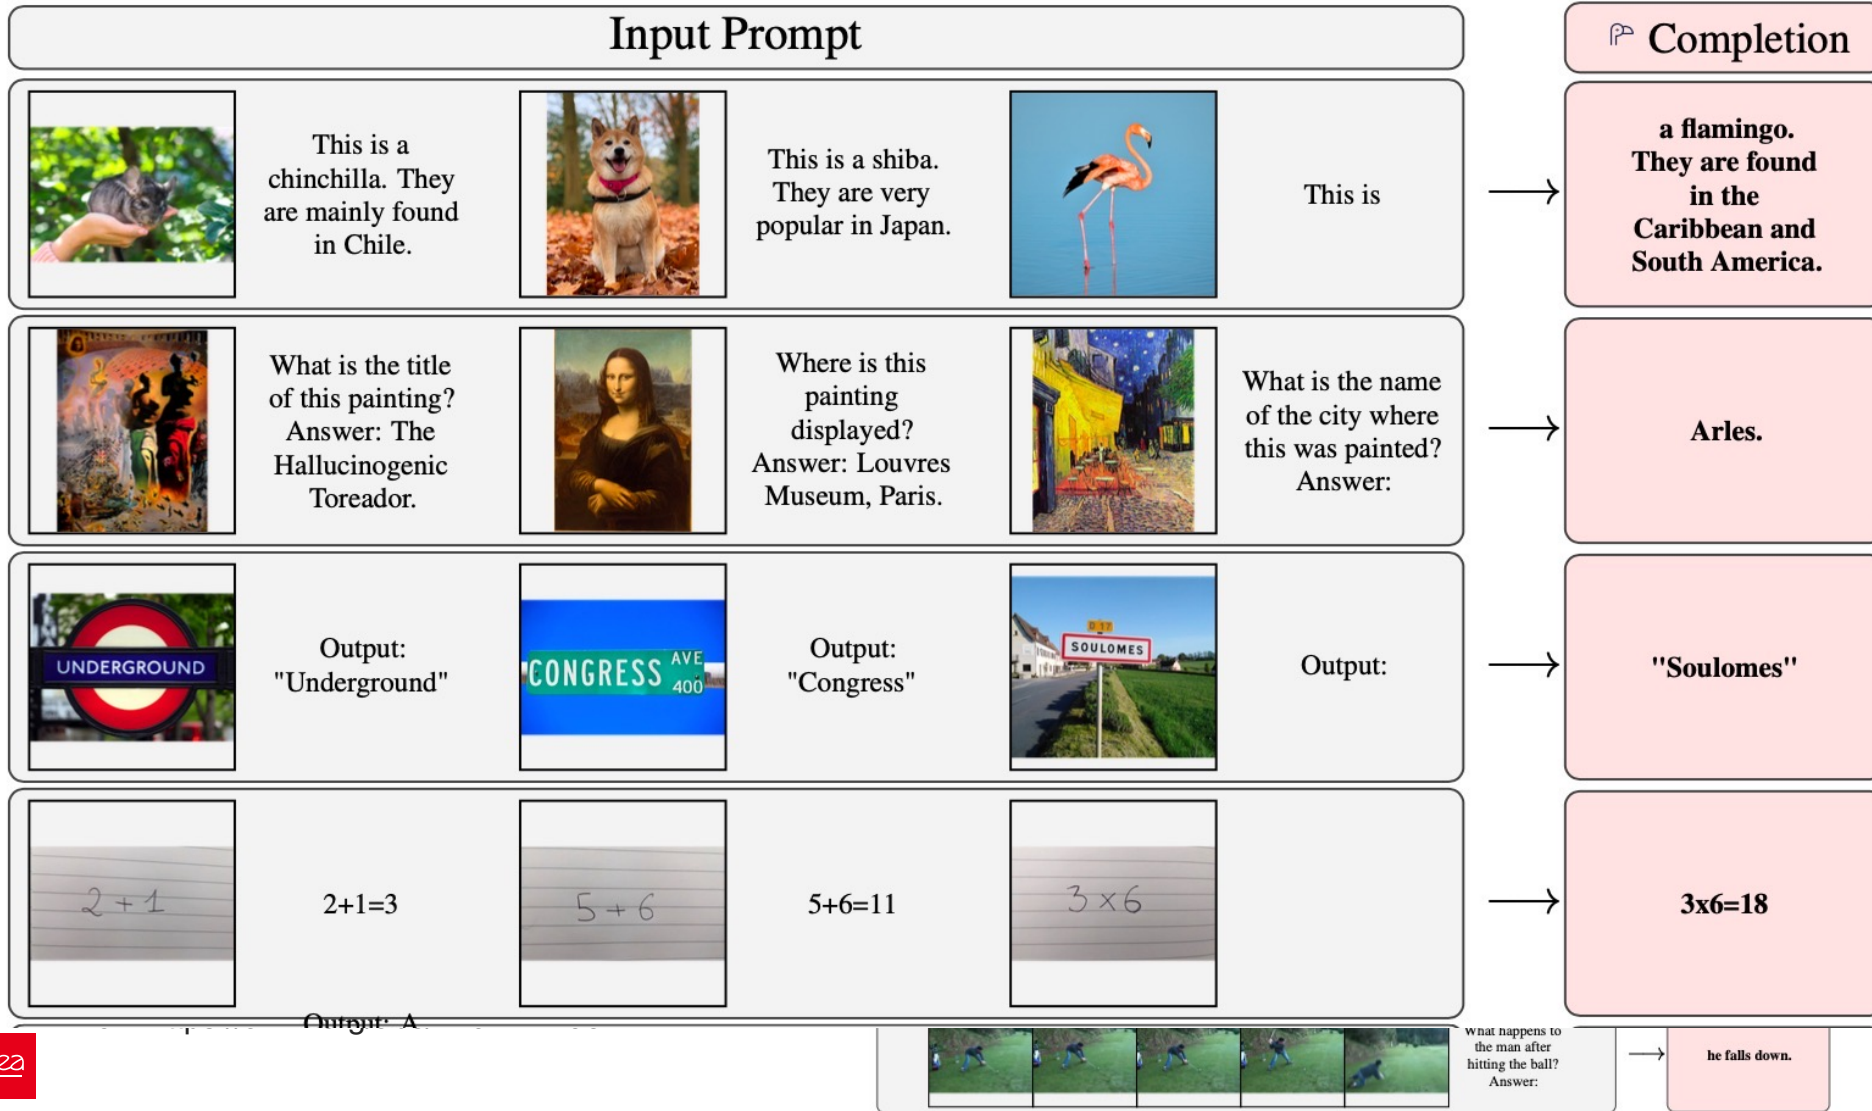 Input Prompt
Completion
This is a
chinchilla. They
are mainly found
in Chile.
This is a shiba.
They are very
popular in Japan.
This is
a flamingo.
They are found
in the
Caribbean and
South America.
What is the title
of this painting?
Answer: The
Hallucinogenic
Toreador.
Where is this
painting
displayed?
Answer: Louvres
Museum, Paris.
What is the name
of the city where
this was painted?
Answer:
Arles.
UNDERGROUND
Output:
"Underground"
CONGRESS AVE
400
Output:
"Congress"
D 17
SOULOMES
Output:
"Soulomes"
2+1
2+1=3
5+6
5+6=11
3x6
3x6=18
Output: A
ea
What happens to
the man after
hitting the ball?
Answer:
he falls down.